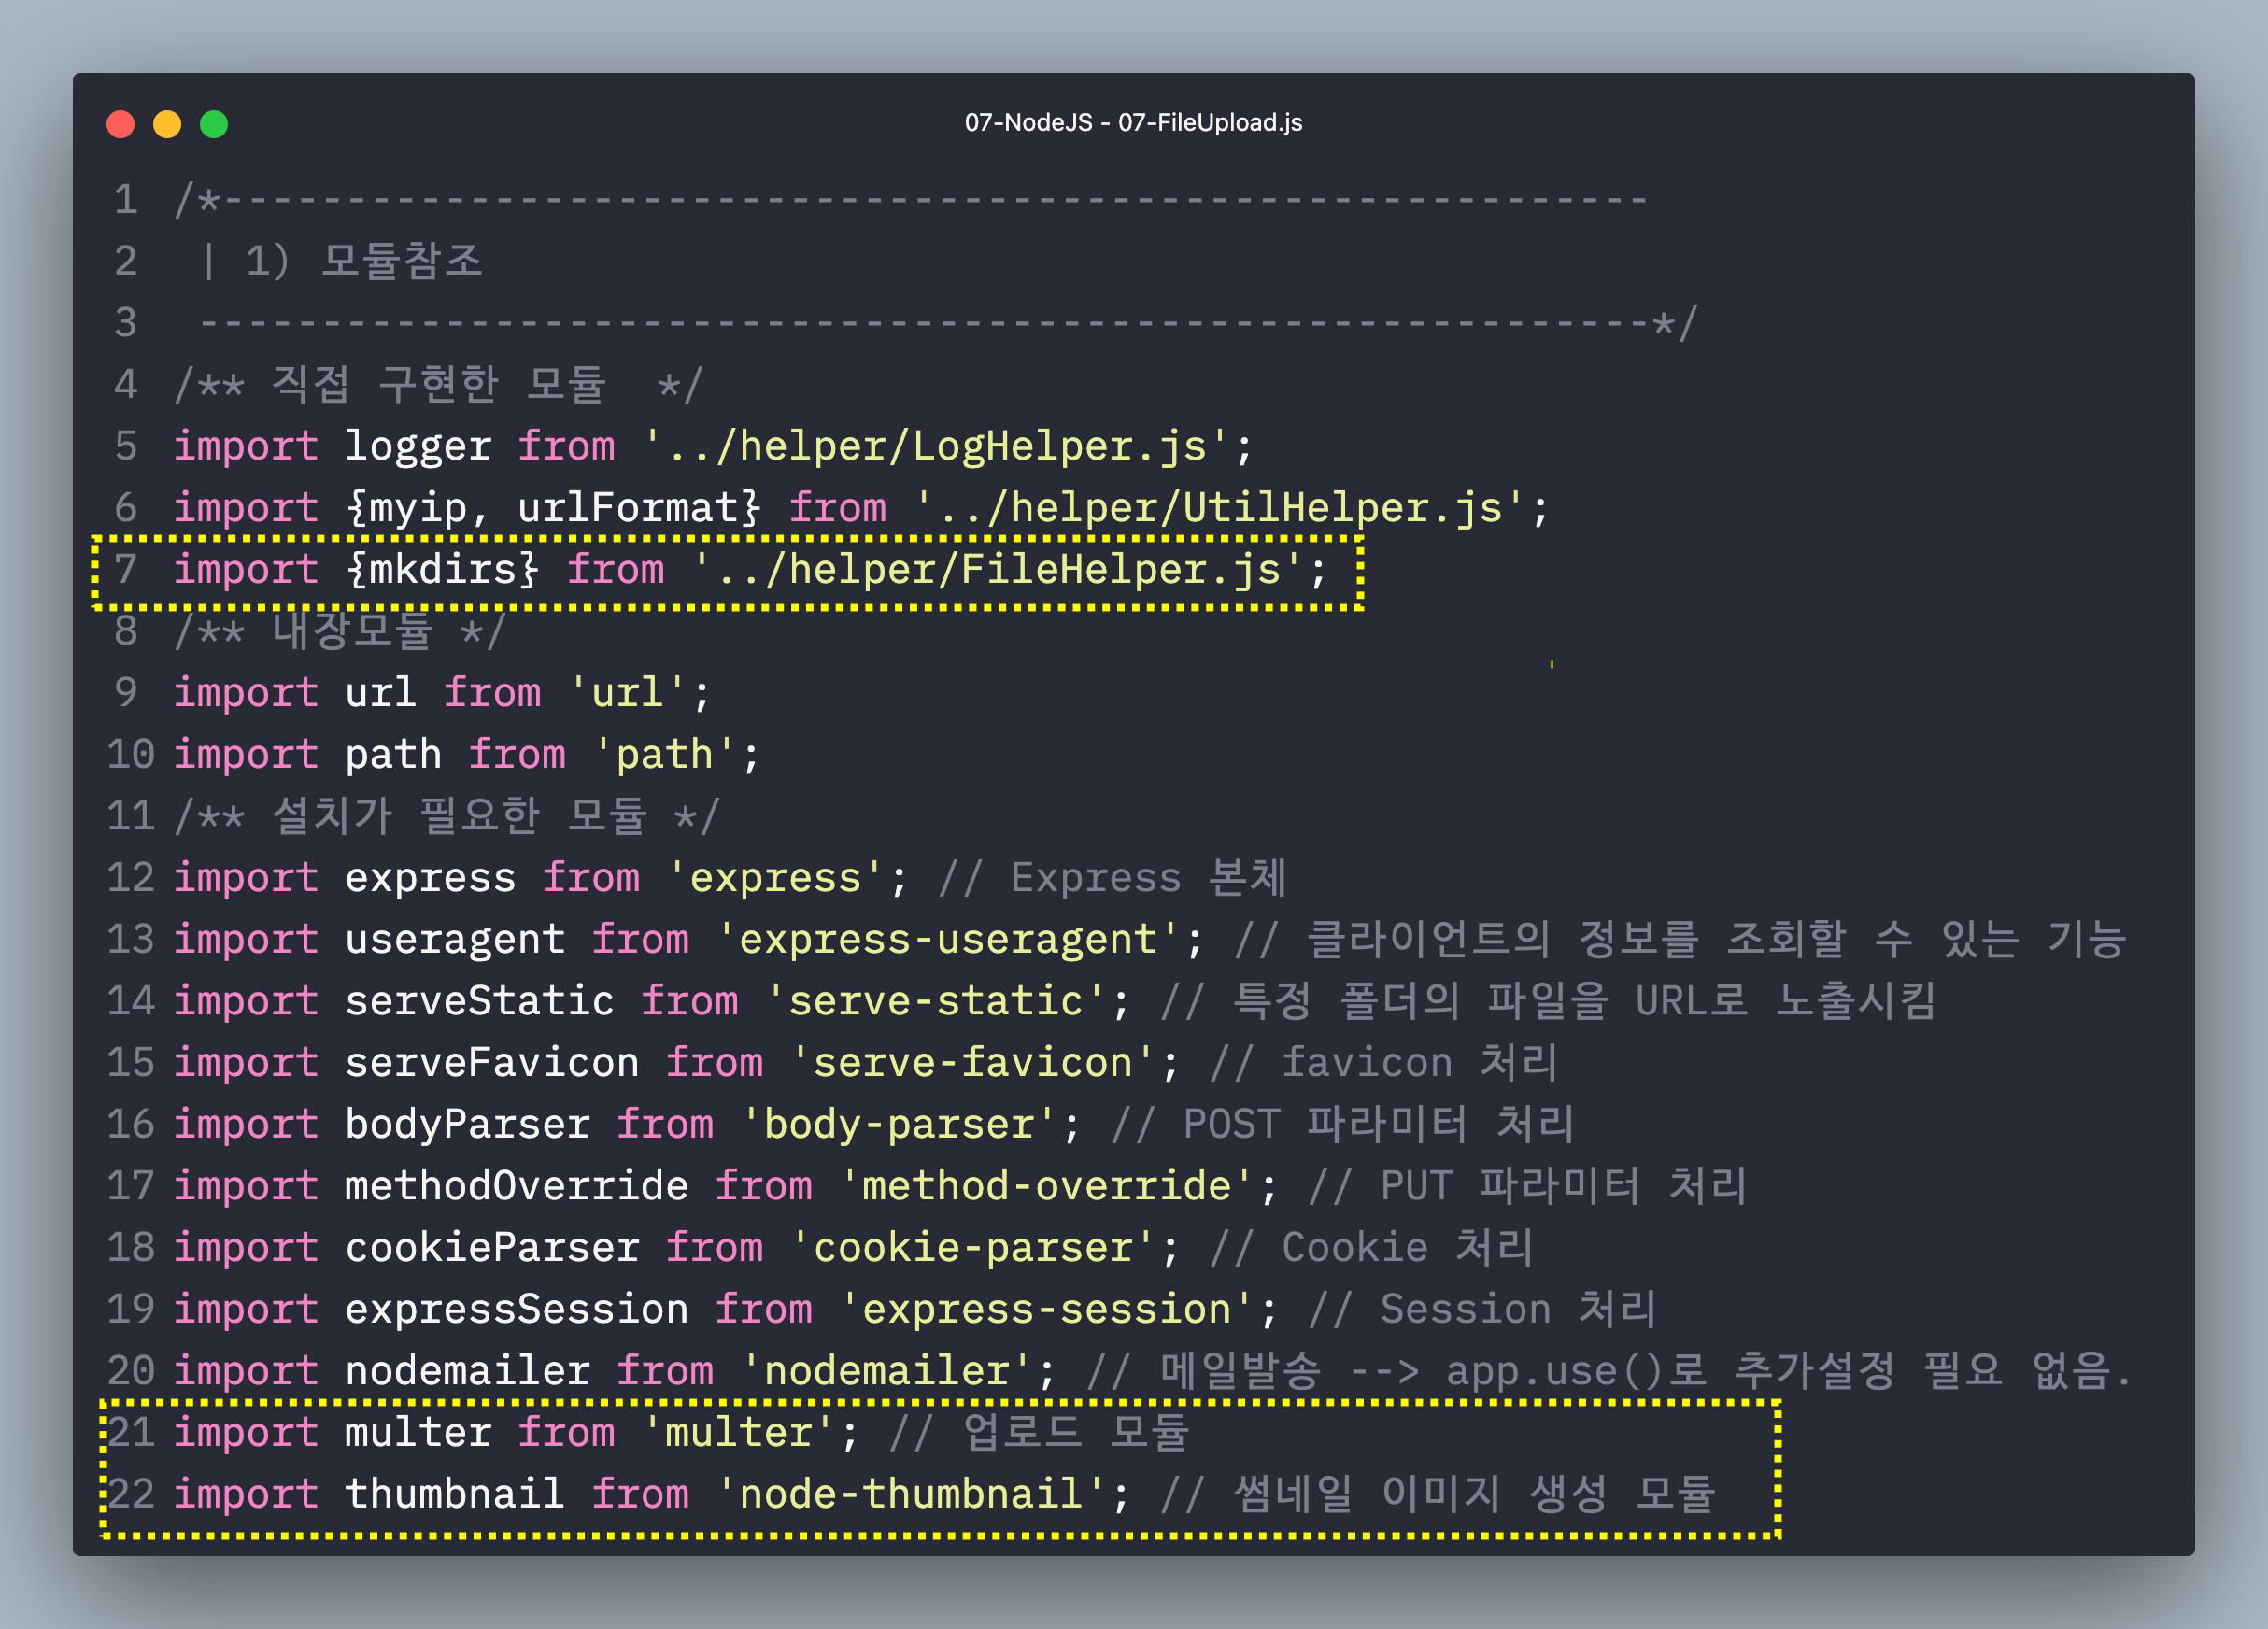 07-NodeJS - 07-FileUpload.js
1 /*----------------------------------------------------------
2  | 1) 모듈참조
3  -----------------------------------------------------------*/
4 /** 직접 구현한 모듈  */
5 import logger from '../helper/LogHelper.js';
6 import {myip, urlFormat} from '../helper/UtilHelper.js';
7 import {mkdirs} from '../helper/FileHelper.js';
8 /** 내장모듈 */
9 import url from 'url';
10 import path from 'path';
11 /** 설치가 필요한 모듈 */
12 import express from 'express'; // Express 본체
13 import useragent from 'express-useragent'; // 클라이언트의 정보를 조회할 수 있는 기능
14 import serveStatic from 'serve-static'; // 특정 폴더의 파일을 URL로 노출시킴
15 import serveFavicon from 'serve-favicon'; // favicon 처리
16 import bodyParser from 'body-parser'; // POST 파라미터 처리
17 import methodOverride from 'method-override'; // PUT 파라미터 처리
18 import cookieParser from 'cookie-parser'; // Cookie 처리
19 import expressSession from 'express-session'; // Session 처리
20 import nodemailer from 'nodemailer'; // 메일발송 --> app.use()로 추가설정 필요 없음.
21 import multer from 'multer'; // 업로드 모듈
22 import thumbnail from 'node-thumbnail'; // 썸네일 이미지 생성 모듈